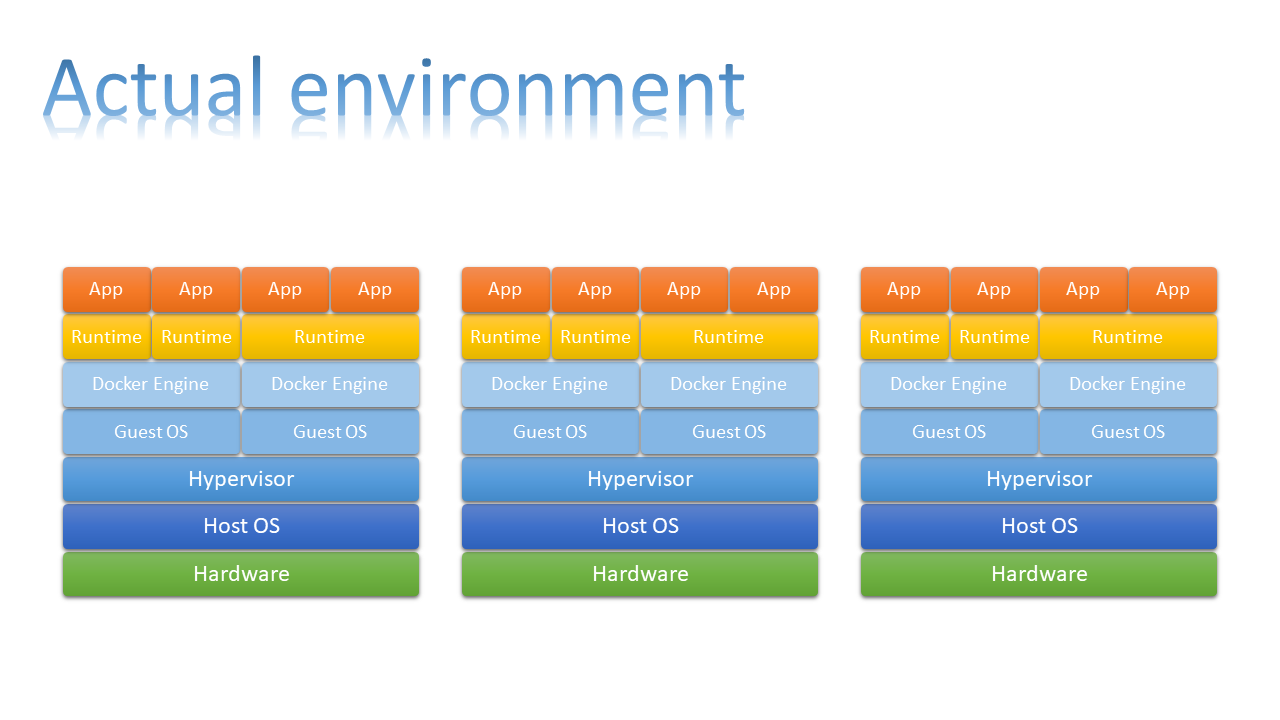 Actual environment
App App App App App App App App App App App App
Runtime Runtime Runtime Runtime Runtime Runtime Runtime Runtime Runtime
Docker Engine Docker Engine Docker Engine Docker Engine Docker Engine Docker Engine
Guest OS Guest OS Guest OS Guest OS Guest OS Guest OS
Hypervisor Hypervisor Hypervisor
Host OS Host OS Host OS
Hardware Hardware Hardware